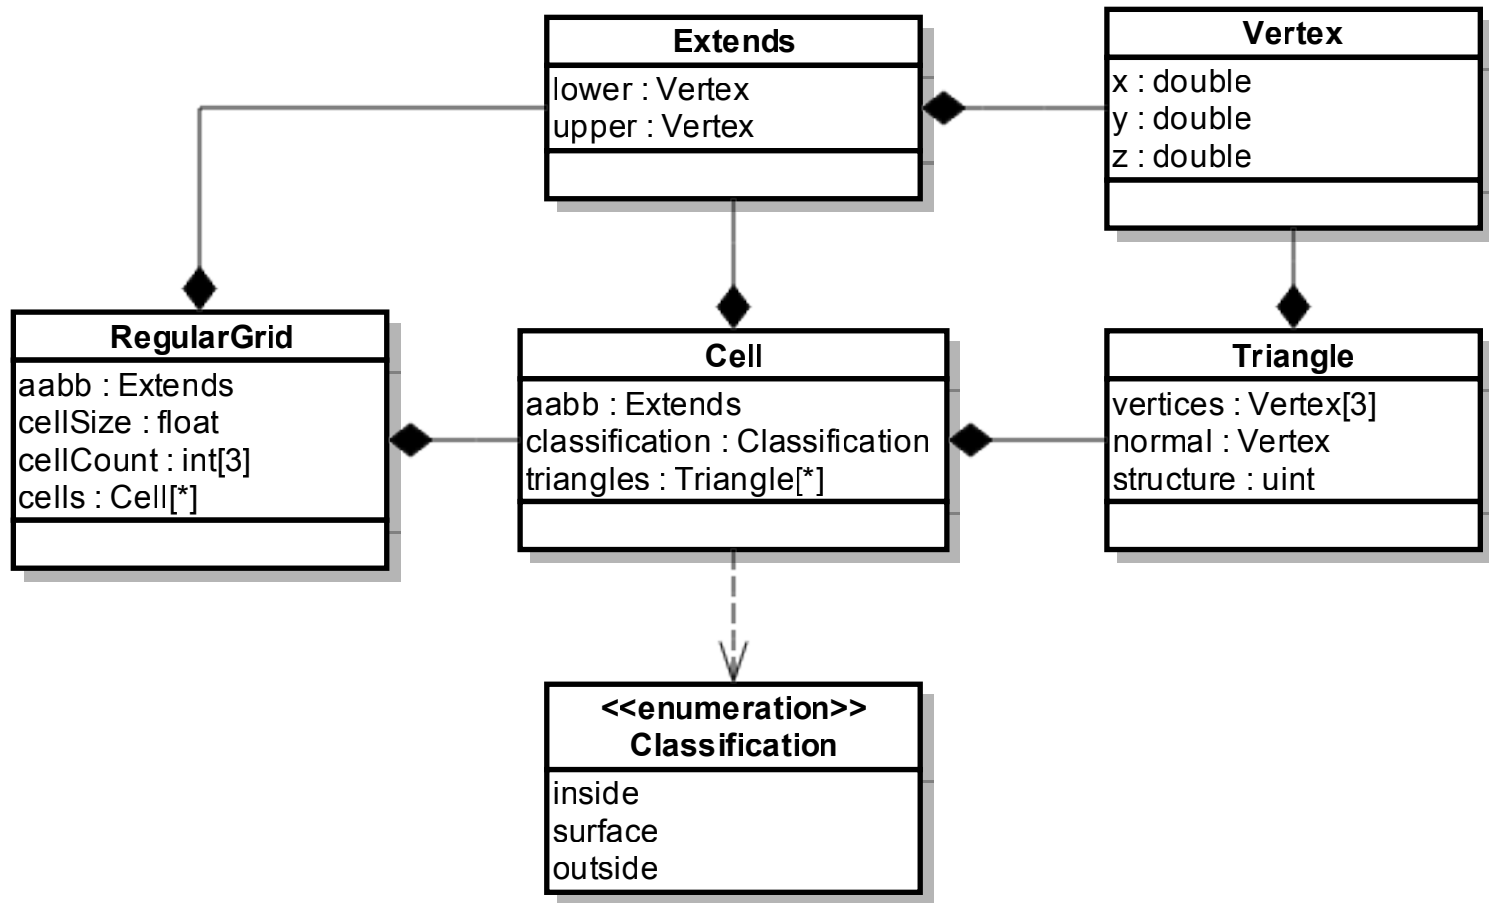 Extends
lower : Vertex
upper : Vertex
Vertex
x : double
y : double
z : double
RegularGrid
aabb : Extends
cellSize : float
cellCount : int[3]
cells : Cell[*]
Cell
aabb : Extends
classification : Classification
triangles : Triangle[*]
Triangle
vertices : Vertex[3]
normal : Vertex
structure : uint
<<enumeration>>
Classification
inside
surface
outside